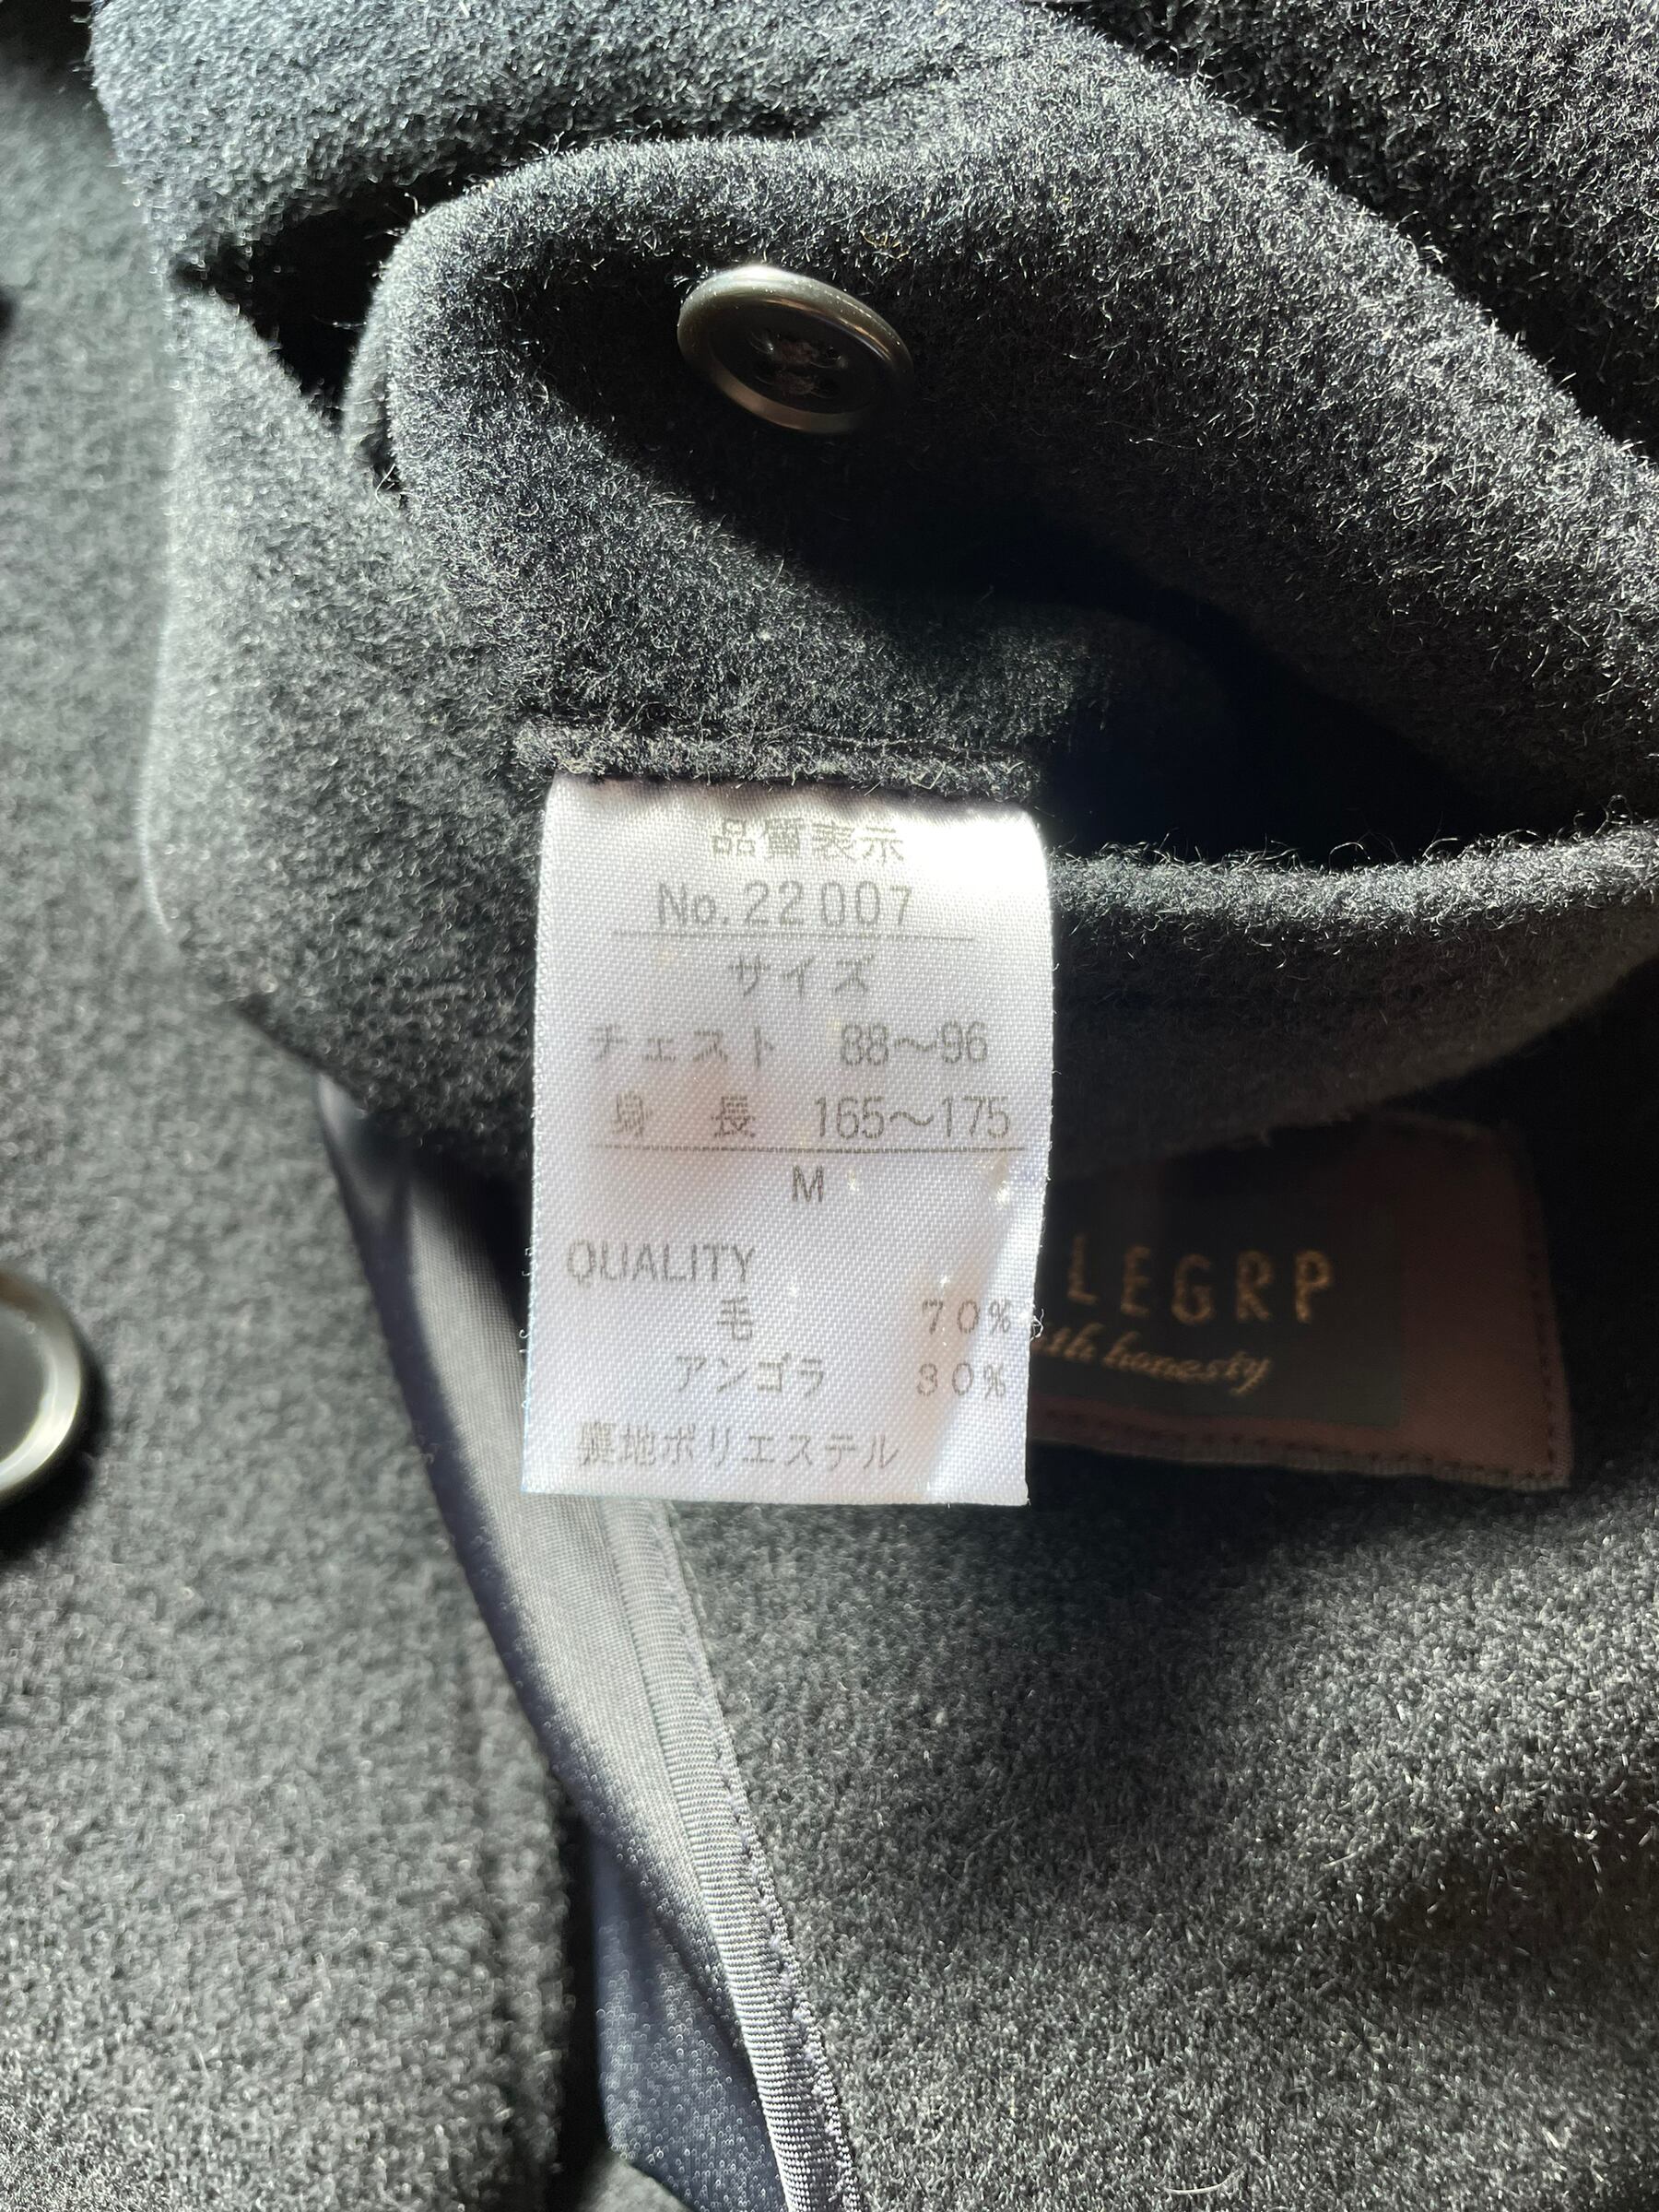 品質表示
No.22007
サイズ
チェスト 88〜96
身 長 165〜175
M
QUALITY
毛 70%
アンゴラ 30%
裏地ポリエステル
LEGRP
honesty